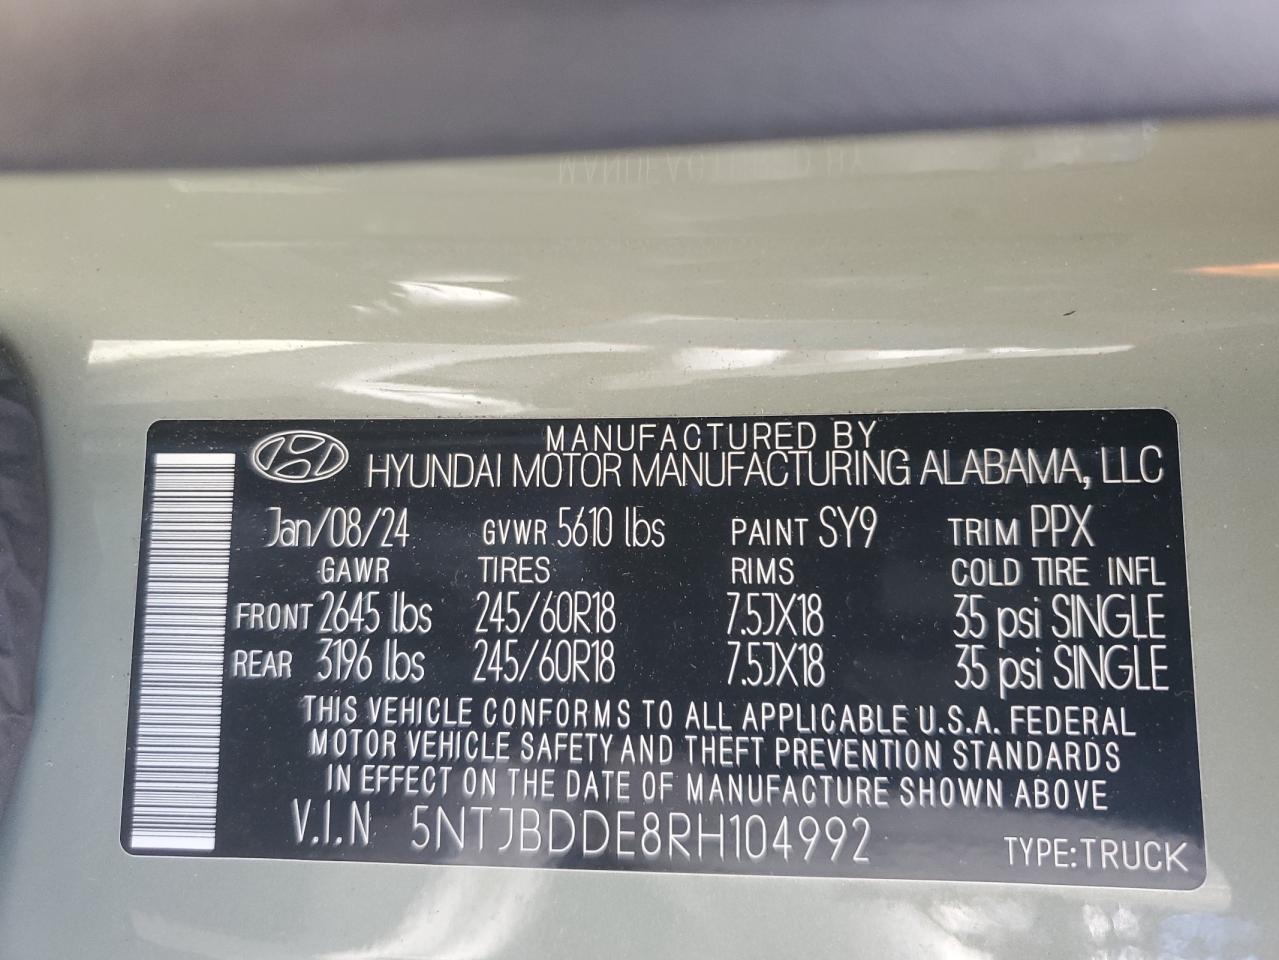 MANUFACTURED BY
HYUNDAI MOTOR MANUFACTURING ALABAMA, LLC
Jan/08/24 GVWR 5610 lbs PAINT SY9 TRIM PPX
GAWR TIRES RIMS COLD TIRE INFL
FRONT 2645 lbs 245/60R18 7.5JX18 35 psi SINGLE
REAR 3196 lbs 245/60R18 7.5JX18 35 psi SINGLE
THIS VEHICLE CONFORMS TO ALL APPLICABLE U.S.A. FEDERAL
MOTOR VEHICLE SAFETY AND THEFT PREVENTION STANDARDS
IN EFFECT ON THE DATE OF MANUFACTURE SHOWN ABOVE
V.I.N 5NTJBDDE8RH104992 TYPE:TRUCK